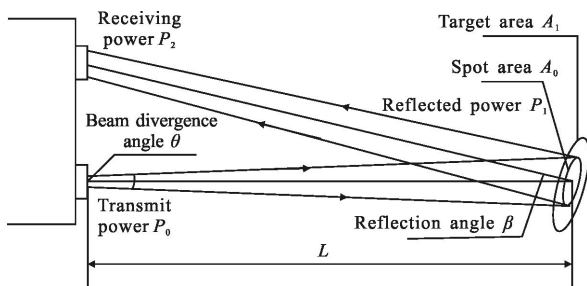 Receiving
power P₂
Target area A₁
Spot area A₀
Reflected power P₁
Beam divergence
angle θ
Transmit
power P₀
Reflection angle β
L